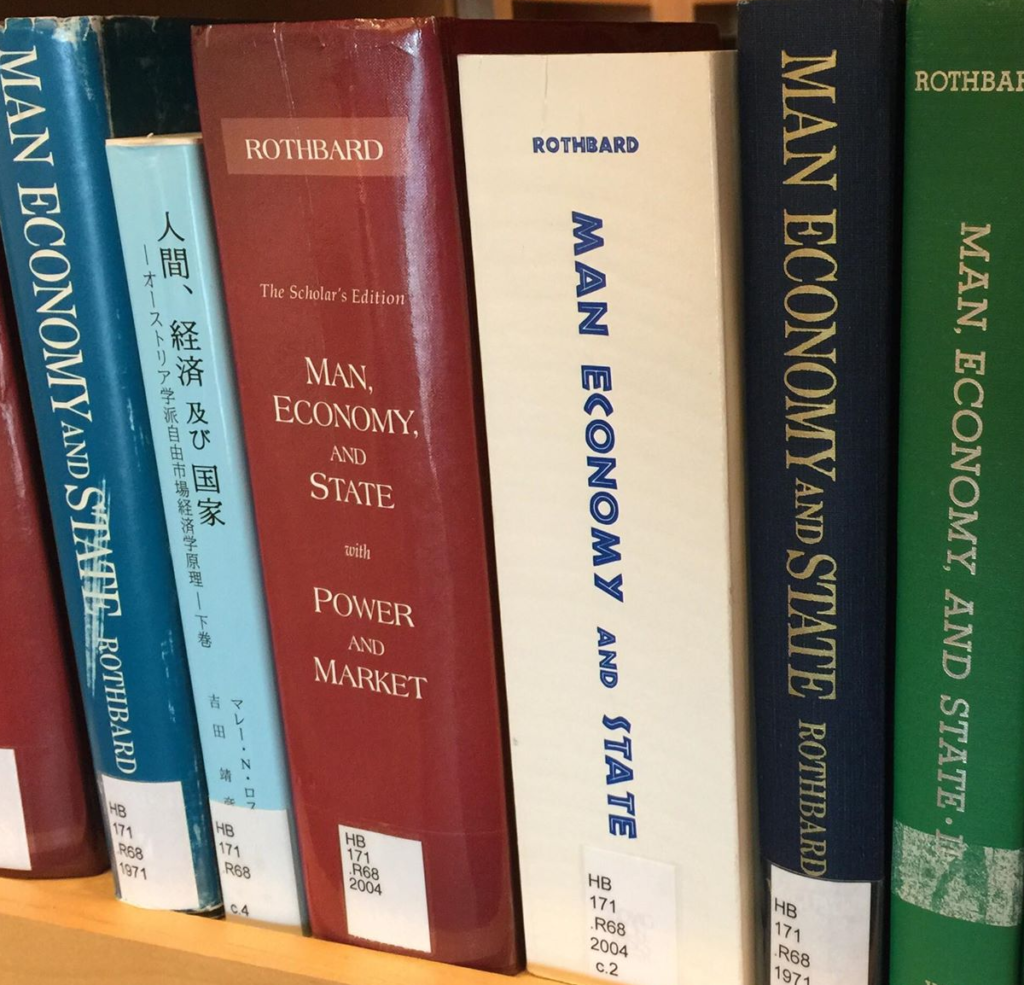 MAN ECONOMY AND STATE ROTHBARD
HB
171
.R68
1971
人間、経済 及び 国家
—オーストリア学派自由市場経済学原理—下巻
マレー・N・ロス
吉田 靖彦
HB
171
.R68
c.4
ROTHBARD
The Scholar's Edition
MAN,
ECONOMY,
AND
STATE
with
POWER
AND
MARKET
HB
171
.R68
2004
ROTHBARD
MAN ECONOMY AND STATE
HB
171
.R68
2004
c.2
MAN ECONOMY AND STATE ROTHBARD
HB
171
.R68
1971
ROTHBAR
MAN, ECONOMY, AND STATE·